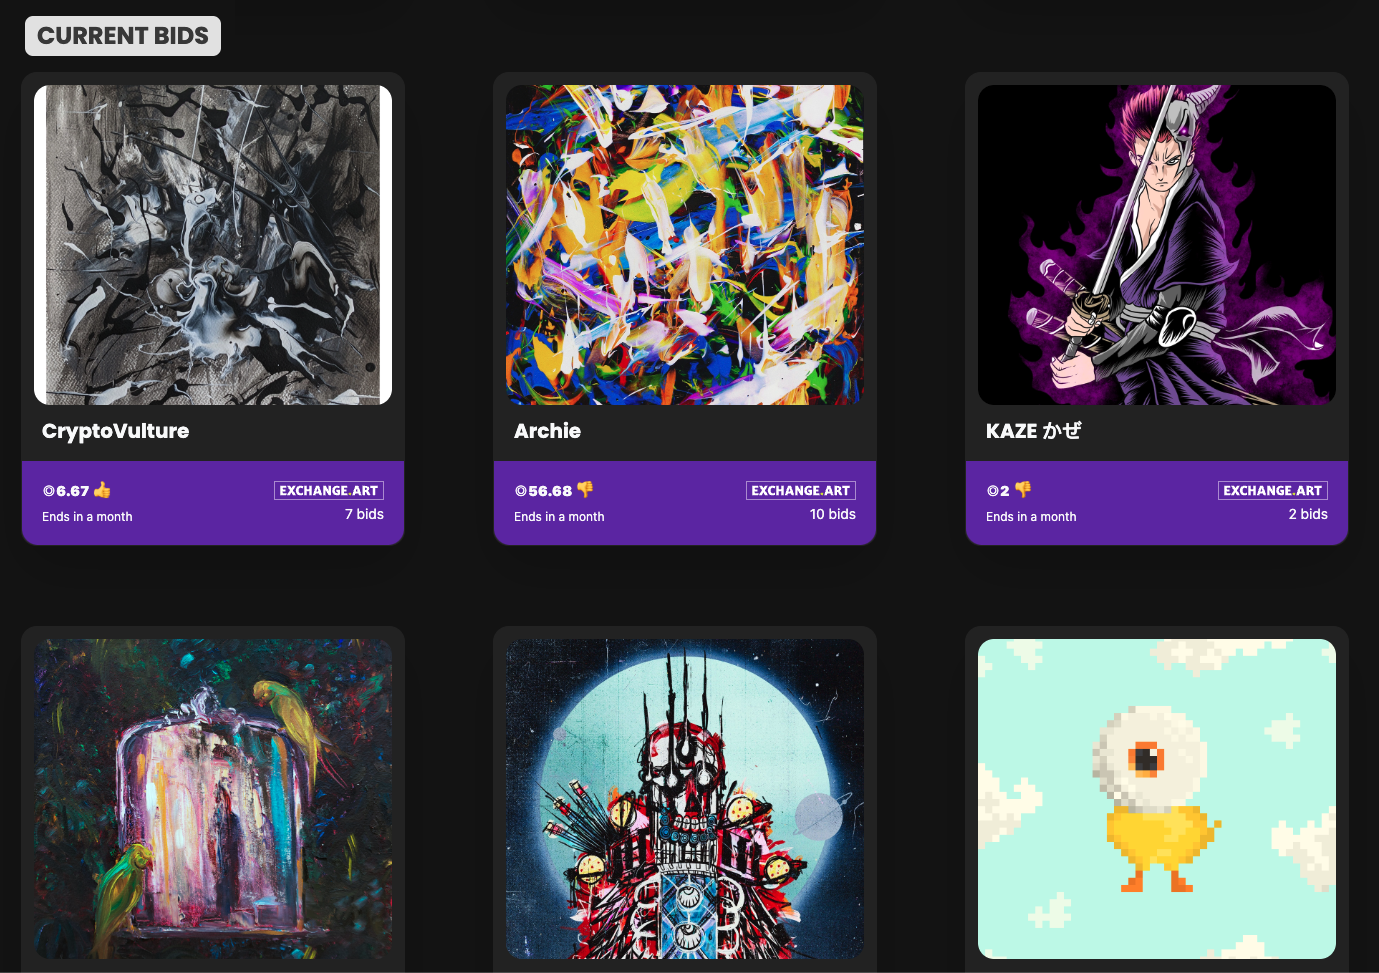 CURRENT BIDS
CryptoVulture
◎6.67 👍
EXCHANGE.ART
Ends in a month
7 bids
Archie
◎56.68 👎
EXCHANGE.ART
Ends in a month
10 bids
KAZE かぜ
◎2 👎
EXCHANGE.ART
Ends in a month
2 bids